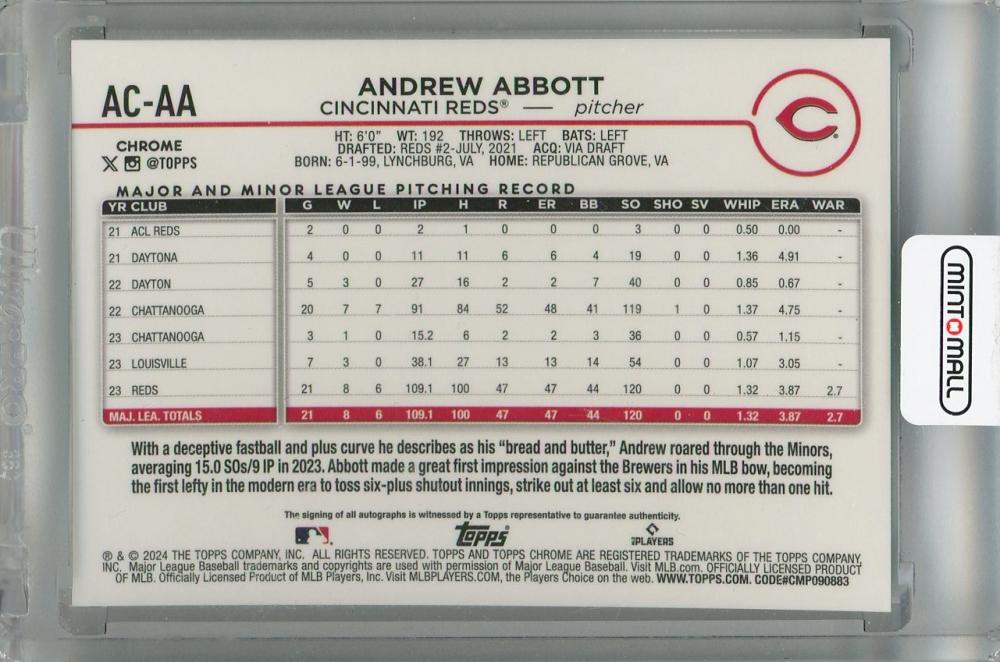 AC-AA
ANDREW ABBOTT
CINCINNATI REDS® — pitcher
CHROME
@TOPPS
HT: 6'0" WT: 192 THROWS: LEFT BATS: LEFT
DRAFTED: REDS #2-JULY, 2021 ACQ: VIA DRAFT
BORN: 6-1-99, LYNCHBURG, VA HOME: REPUBLICAN GROVE, VA
MAJOR AND MINOR LEAGUE PITCHING RECORD
YR CLUB G W L IP H R ER BB SO SHO SV WHIP ERA WAR
21 ACL REDS 2 0 0 2 1 0 0 0 3 0 0 0.50 0.00 -
21 DAYTONA 4 0 0 11 11 6 6 4 19 0 0 1.36 4.91 -
22 DAYTON 5 3 0 27 16 2 2 7 40 0 0 0.85 0.67 -
22 CHATTANOOGA 20 7 7 91 84 52 48 41 119 1 0 1.37 4.75 -
23 CHATTANOOGA 3 1 0 15.2 6 2 2 3 36 0 0 0.57 1.15 -
23 LOUISVILLE 7 3 0 38.1 27 13 13 14 54 0 0 1.07 3.05 -
23 REDS 21 8 6 109.1 100 47 47 44 120 0 0 1.32 3.87 2.7
MAJ. LEA. TOTALS 21 8 6 109.1 100 47 47 44 120 0 0 1.32 3.87 2.7
With a deceptive fastball and plus curve he describes as his “bread and butter,” Andrew roared through the Minors,
averaging 15.0 SOs/9 IP in 2023. Abbott made a great first impression against the Brewers in his MLB bow, becoming
the first lefty in the modern era to toss six-plus shutout innings, strike out at least six and allow no more than one hit.
The signing of all autographs is witnessed by a Topps representative to guarantee authenticity.
topps
PLAYERS
® & © 2024 THE TOPPS COMPANY, INC. ALL RIGHTS RESERVED. TOPPS AND TOPPS CHROME ARE REGISTERED TRADEMARKS OF THE TOPPS COMPANY,
INC. Major League Baseball trademarks and copyrights are used with permission of Major League Baseball. Visit MLB.com. OFFICIALLY LICENSED PRODUCT
OF MLB. Officially Licensed Product of MLB Players, Inc. Visit MLBPLAYERS.COM, the Players Choice on the web. WWW.TOPPS.COM. CODE#CMP090883
MINTOMALL